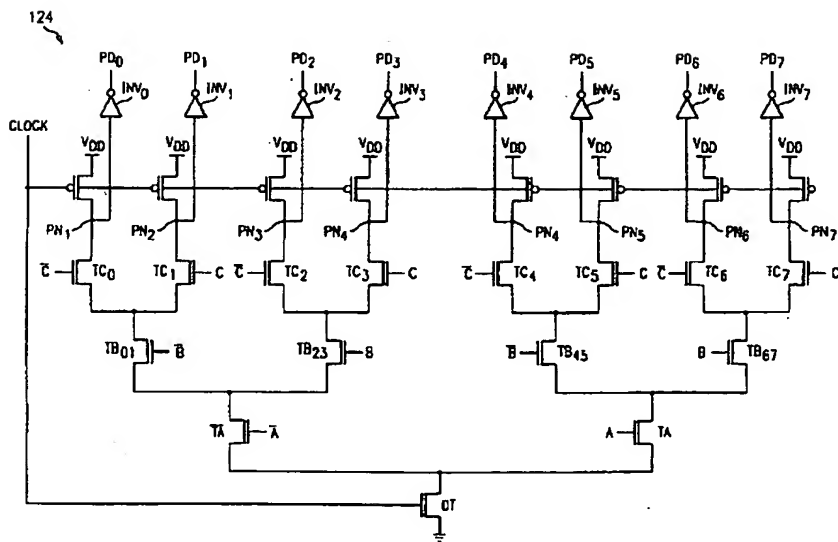 124
PD0 PD1 PD2 PD3 PD4 PD5 PD6 PD7
INV0 INV1 INV2 INV3 INV4 INV5 INV6 INV7
CLOCK
VDD VDD VDD VDD VDD VDD VDD VDD
PN1 PN2 PN3 PN4 PN4 PN5 PN6 PN7
C̅ TC0 TC1 C C̅ TC2 TC3 C C̅ TC4 TC5 C C̅ TC6 TC7 C
TB01 B̅ TB23 B B̅ TB45 B TB67
T̅A̅ A̅ A TA
DT